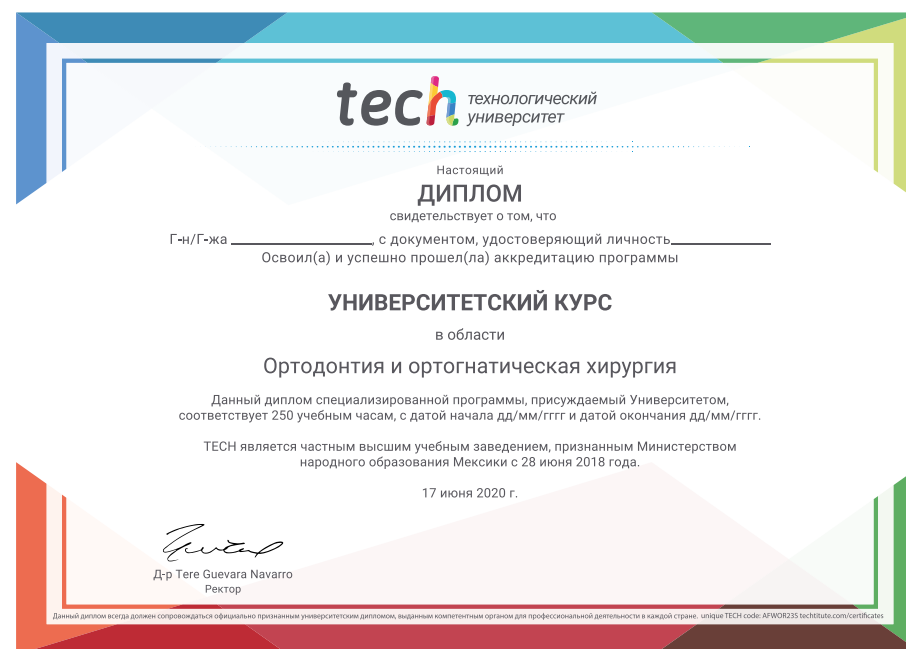 tech технологический
университет
Настоящий
ДИПЛОМ
свидетельствует о том, что
Г-н/Г-жа ____________________, с документом, удостоверяющий личность______________
Освоил(а) и успешно прошел(ла) аккредитацию программы
УНИВЕРСИТЕТСКИЙ КУРС
в области
Ортодонтия и ортогнатическая хирургия
Данный диплом специализированной программы, присуждаемый Университетом,
соответствует 250 учебным часам, с датой начала дд/мм/гггг и датой окончания дд/мм/гггг.
TECH является частным высшим учебным заведением, признанным Министерством
народного образования Мексики с 28 июня 2018 года.
17 июня 2020 г.
Д-р Tere Guevara Navarro
Ректор
Данный диплом всегда должен сопровождаться официально признанным университетским дипломом, выданным компетентным органом для профессиональной деятельности в каждой стране. unique TECH code: AFWOR23S techtitute.com/certificates